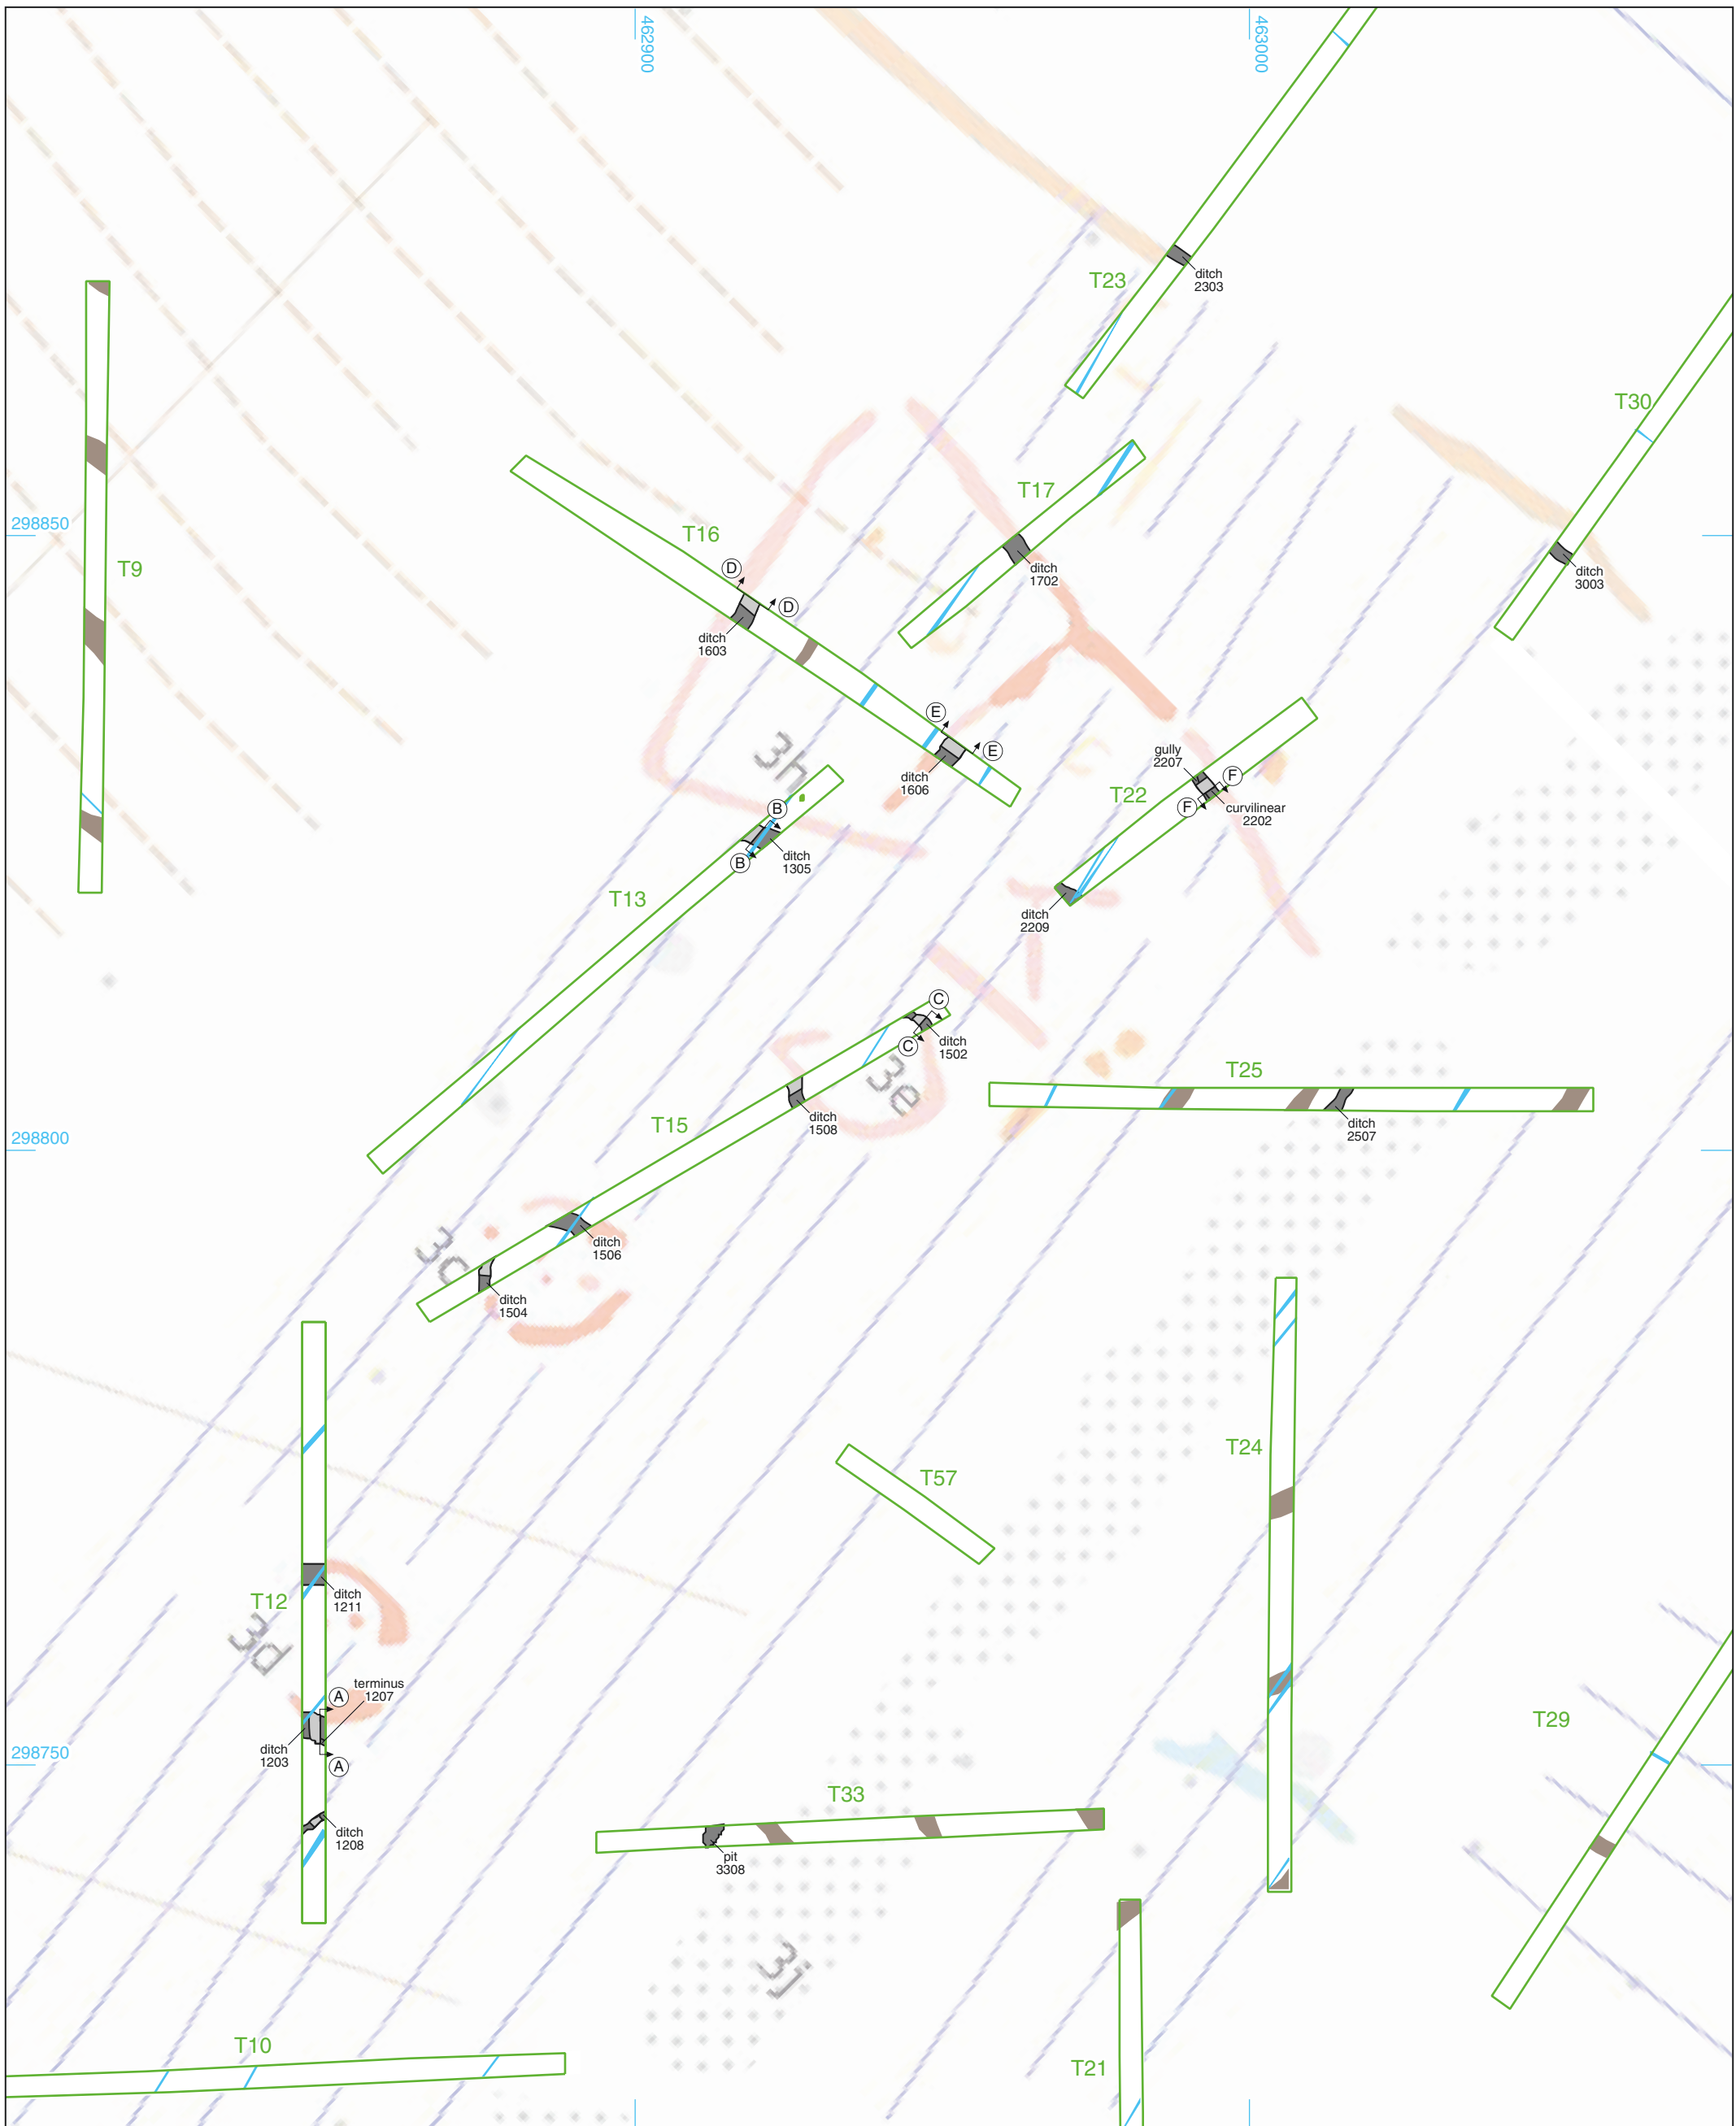 462900
463000
ditch
2303
T23
T30
298850
T9
T16
T17
D
D
ditch
1702
ditch
3003
ditch
1603
E
E
3h
gully
2207
F
F
ditch
1606
T22
curvilinear
2202
B
B
ditch
1305
T13
ditch
2209
C
C
ditch
1502
3e
T25
298800
T15
ditch
1508
ditch
2507
3c
ditch
1506
ditch
1504
T24
T57
T12
ditch
1211
3d
A
terminus
1207
298750
ditch
1203
A
T29
T33
ditch
1208
pit
3308
3j
T10
T21